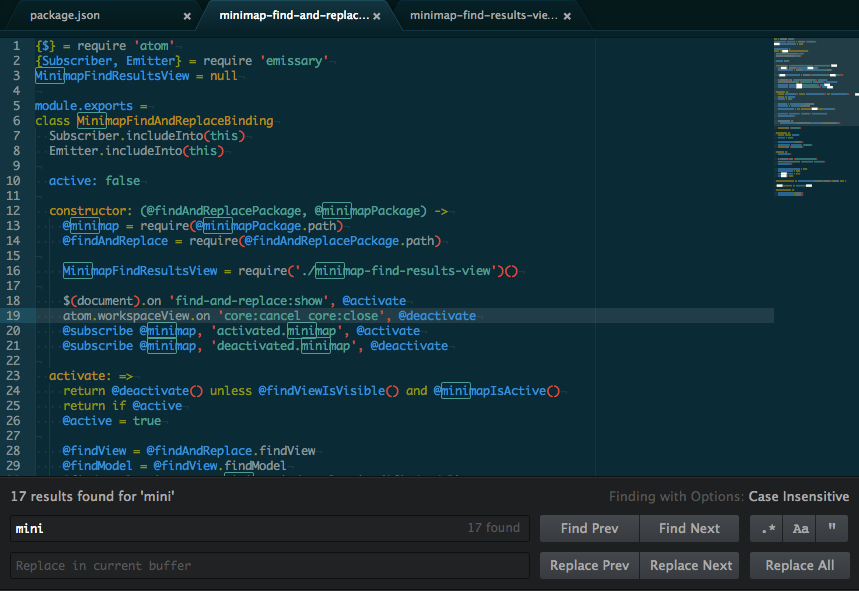 package.json × minimap-find-and-replac... × minimap-find-results-vie... ×
1 {$} = require 'atom'
2 {Subscriber, Emitter} = require 'emissary'
3 MinimapFindResultsView = null
4
5 module.exports =
6 class MinimapFindAndReplaceBinding
7   Subscriber.includeInto(this)
8   Emitter.includeInto(this)
9
10   active: false
11
12   constructor: (@findAndReplacePackage, @minimapPackage) ->
13     @minimap = require(@minimapPackage.path)
14     @findAndReplace = require(@findAndReplacePackage.path)
15
16     MinimapFindResultsView = require('./minimap-find-results-view')()
17
18     $(document).on 'find-and-replace:show', @activate
19     atom.workspaceView.on 'core:cancel core:close', @deactivate
20     @subscribe @minimap, 'activated.minimap', @activate
21     @subscribe @minimap, 'deactivated.minimap', @deactivate
22
23   activate: =>
24     return @deactivate() unless @findViewIsVisible() and @minimapIsActive()
25     return if @active
26     @active = true
27
28     @findView = @findAndReplace.findView
29     @findModel = @findView.findModel
17 results found for 'mini' Finding with Options: Case Insensitive
mini 17 found Find Prev Find Next .* Aa "
Replace in current buffer Replace Prev Replace Next Replace All